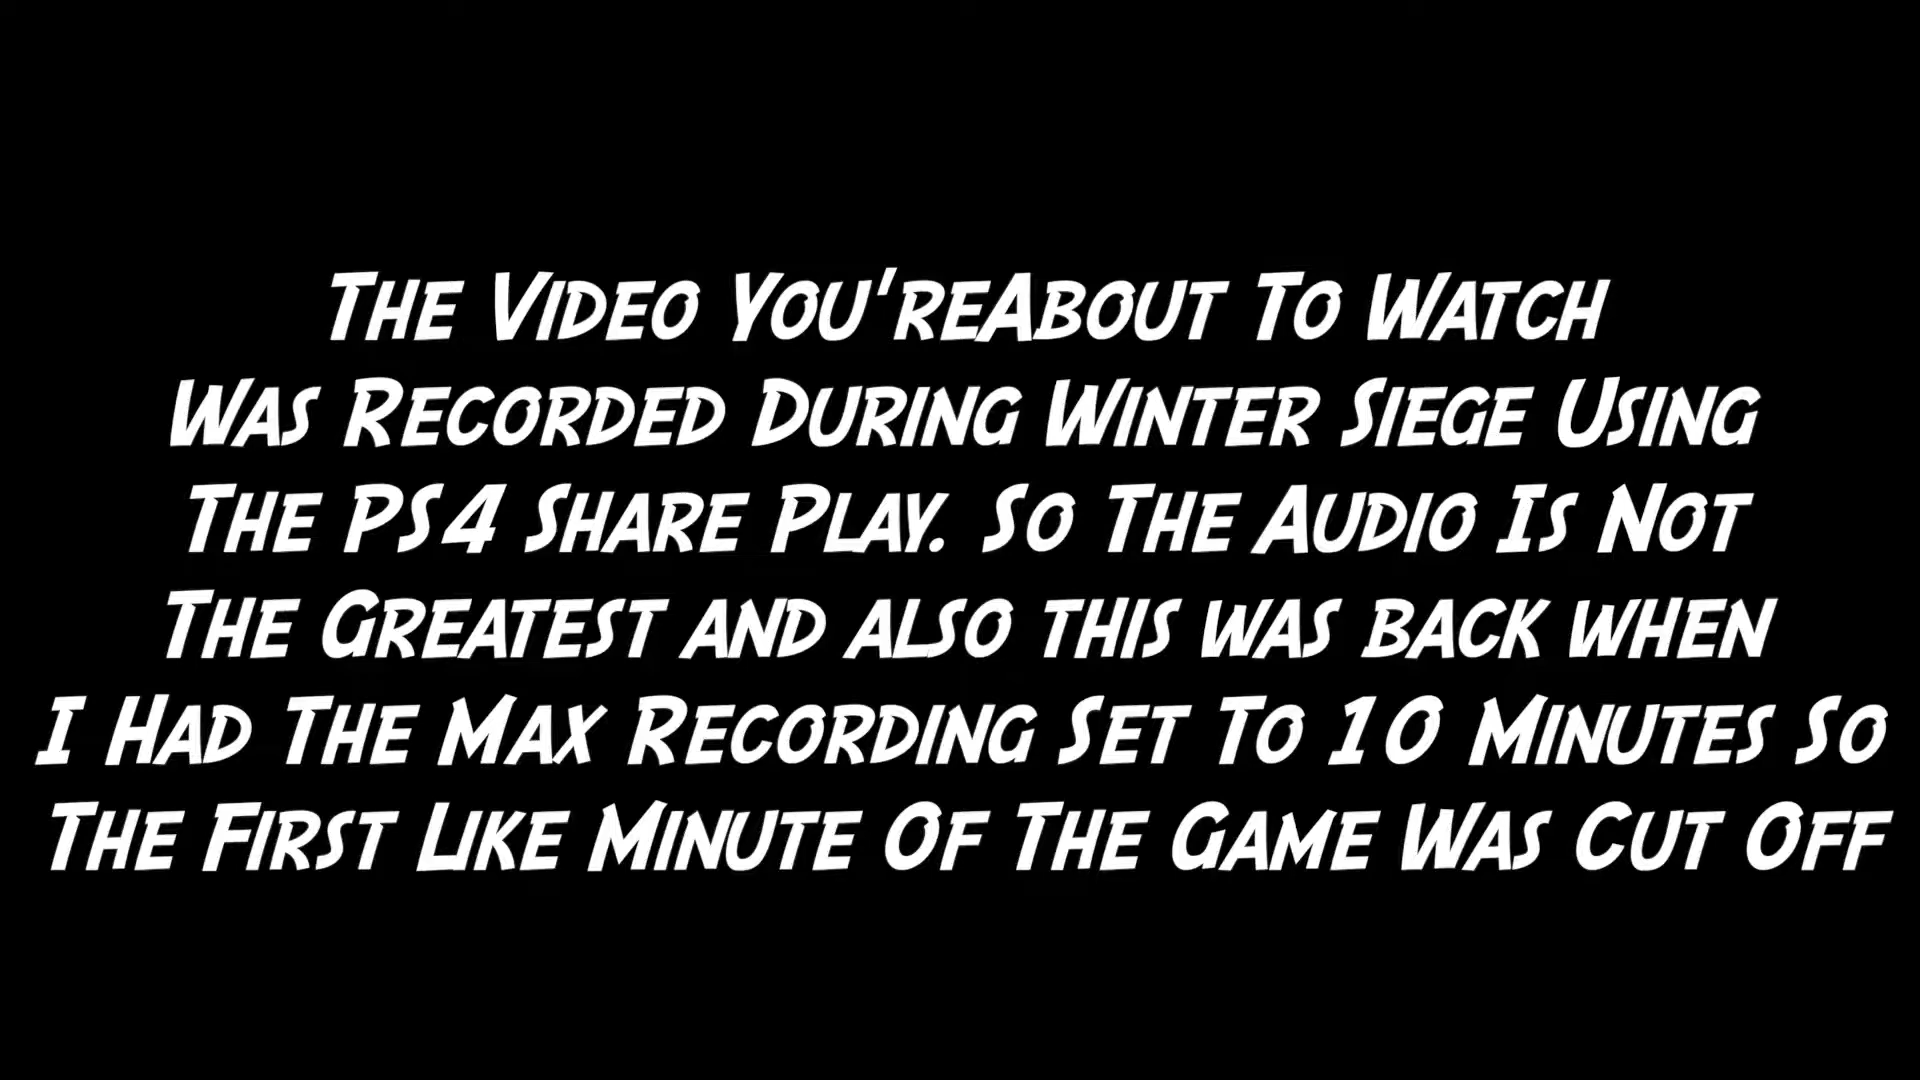 The Video You'reAbout To Watch
Was Recorded During Winter Siege Using
The PS4 Share Play. So The Audio Is Not
The Greatest and also this was back when
I Had The Max Recording Set To 10 Minutes So
The First Like Minute Of The Game Was Cut Off